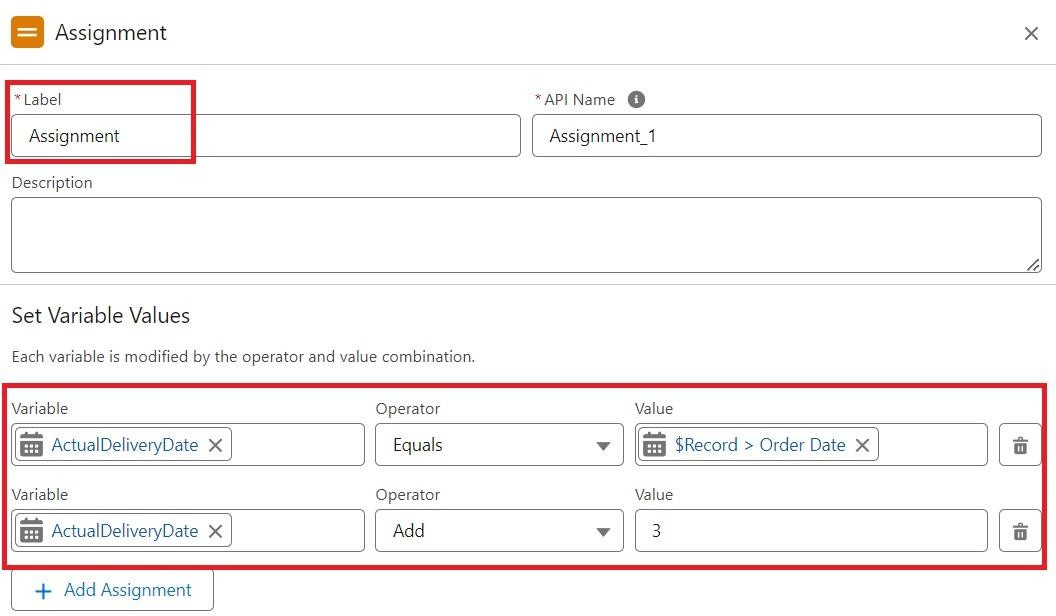 Assignment
* Label
* API Name
Assignment
Assignment_1
Description
Set Variable Values
Each variable is modified by the operator and value combination.
Variable Operator Value
ActualDeliveryDate Equals $Record > Order Date
Variable Operator Value
ActualDeliveryDate Add 3
+ Add Assignment